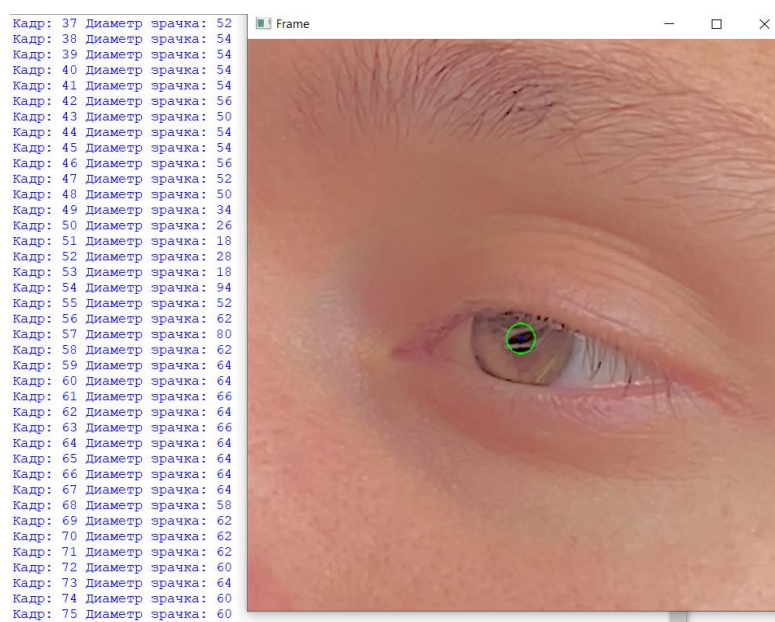 Кадр: 37 Диаметр зрачка: 52
Кадр: 38 Диаметр зрачка: 54
Кадр: 39 Диаметр зрачка: 54
Кадр: 40 Диаметр зрачка: 54
Кадр: 41 Диаметр зрачка: 54
Кадр: 42 Диаметр зрачка: 56
Кадр: 43 Диаметр зрачка: 50
Кадр: 44 Диаметр зрачка: 54
Кадр: 45 Диаметр зрачка: 54
Кадр: 46 Диаметр зрачка: 56
Кадр: 47 Диаметр зрачка: 52
Кадр: 48 Диаметр зрачка: 50
Кадр: 49 Диаметр зрачка: 34
Кадр: 50 Диаметр зрачка: 26
Кадр: 51 Диаметр зрачка: 18
Кадр: 52 Диаметр зрачка: 28
Кадр: 53 Диаметр зрачка: 18
Кадр: 54 Диаметр зрачка: 94
Кадр: 55 Диаметр зрачка: 52
Кадр: 56 Диаметр зрачка: 62
Кадр: 57 Диаметр зрачка: 80
Кадр: 58 Диаметр зрачка: 62
Кадр: 59 Диаметр зрачка: 64
Кадр: 60 Диаметр зрачка: 64
Кадр: 61 Диаметр зрачка: 66
Кадр: 62 Диаметр зрачка: 64
Кадр: 63 Диаметр зрачка: 66
Кадр: 64 Диаметр зрачка: 64
Кадр: 65 Диаметр зрачка: 64
Кадр: 66 Диаметр зрачка: 64
Кадр: 67 Диаметр зрачка: 64
Кадр: 68 Диаметр зрачка: 58
Кадр: 69 Диаметр зрачка: 62
Кадр: 70 Диаметр зрачка: 62
Кадр: 71 Диаметр зрачка: 62
Кадр: 72 Диаметр зрачка: 60
Кадр: 73 Диаметр зрачка: 64
Кадр: 74 Диаметр зрачка: 60
Кадр: 75 Диаметр зрачка: 60
Frame